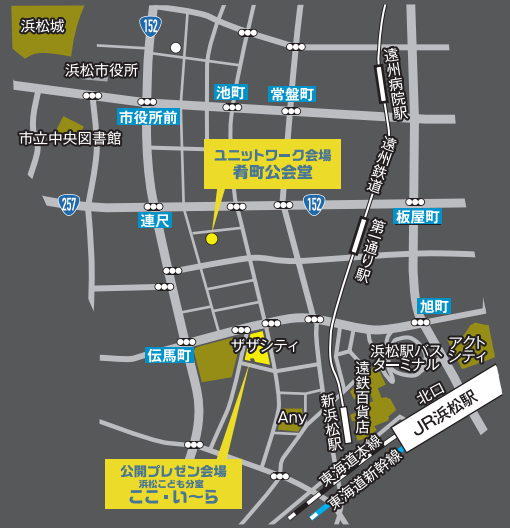 浜松城
152
浜松市役所
遠州病院駅
市役所前
池町
常盤町
市立中央図書館
ユニットワーク会場
肴町公会堂
遠州鉄道
257
連尺
152
板屋町
第一通り駅
旭町
伝馬町
ザザシティ
浜松駅バス
ターミナル
アクト
シティ
遠鉄百貨店
北口
JR浜松駅
新浜松駅
Any
東海道本線
東海道新幹線
公開プレゼン会場
浜松こども分室
ここ・い〜ら